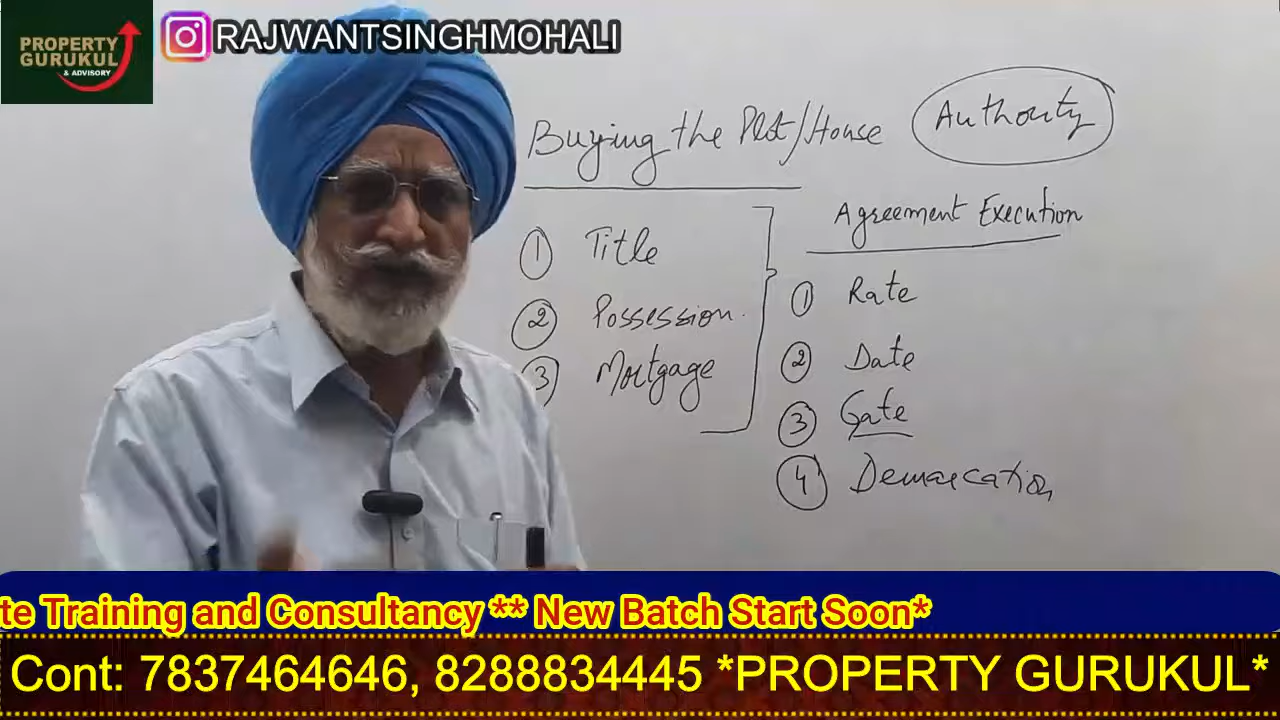 PROPERTY
GURUKUL
& ADVISORY
RAJWANTSINGHMOHALI
Buying the Plot/House
Authority
1 Title
2 Possession.
3 Mortgage
Agreement Execution
1 Rate
2 Date
3 Gate
4 Demarcation
te Training and Consultancy ** New Batch Start Soon*
Cont: 7837464646, 8288834445 *PROPERTY GURUKUL*